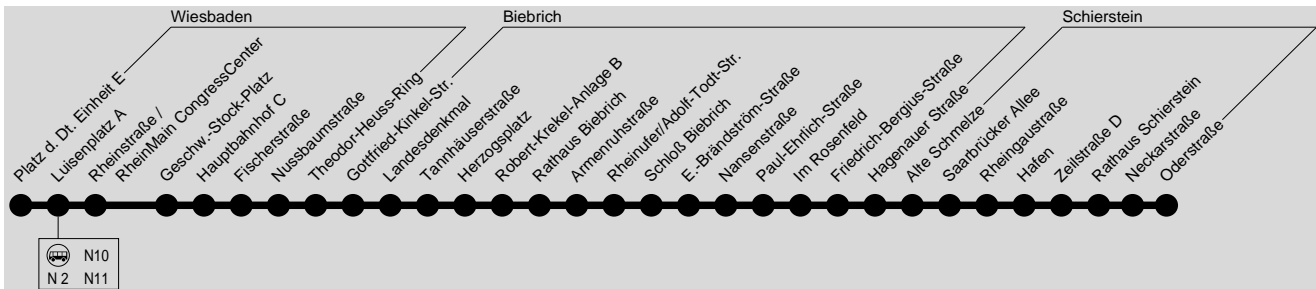 Wiesbaden
Biebrich
Schierstein
Platz d. Dt. Einheit E
Luisenplatz A
Rheinstraße /
RheinMain CongressCenter
Geschw.-Stock-Platz
Hauptbahnhof C
Fischerstraße
Nussbaumstraße
Theodor-Heuss-Ring
Gottfried-Kinkel-Str.
Landesdenkmal
Tannhäuserstraße
Herzogsplatz
Robert-Krekel-Anlage B
Rathaus Biebrich
Armenruhstraße
Rheinufer/Adolf-Todt-Str.
Schloß Biebrich
E.-Brändström-Straße
Nansenstraße
Paul-Ehrlich-Straße
Im Rosenfeld
Friedrich-Bergius-Straße
Hagenauer Straße
Alte Schmelze
Saarbrücker Allee
Rheingaustraße
Hafen
Zeilstraße D
Rathaus Schierstein
Neckarstraße
Oderstraße
N10
N 2 N11